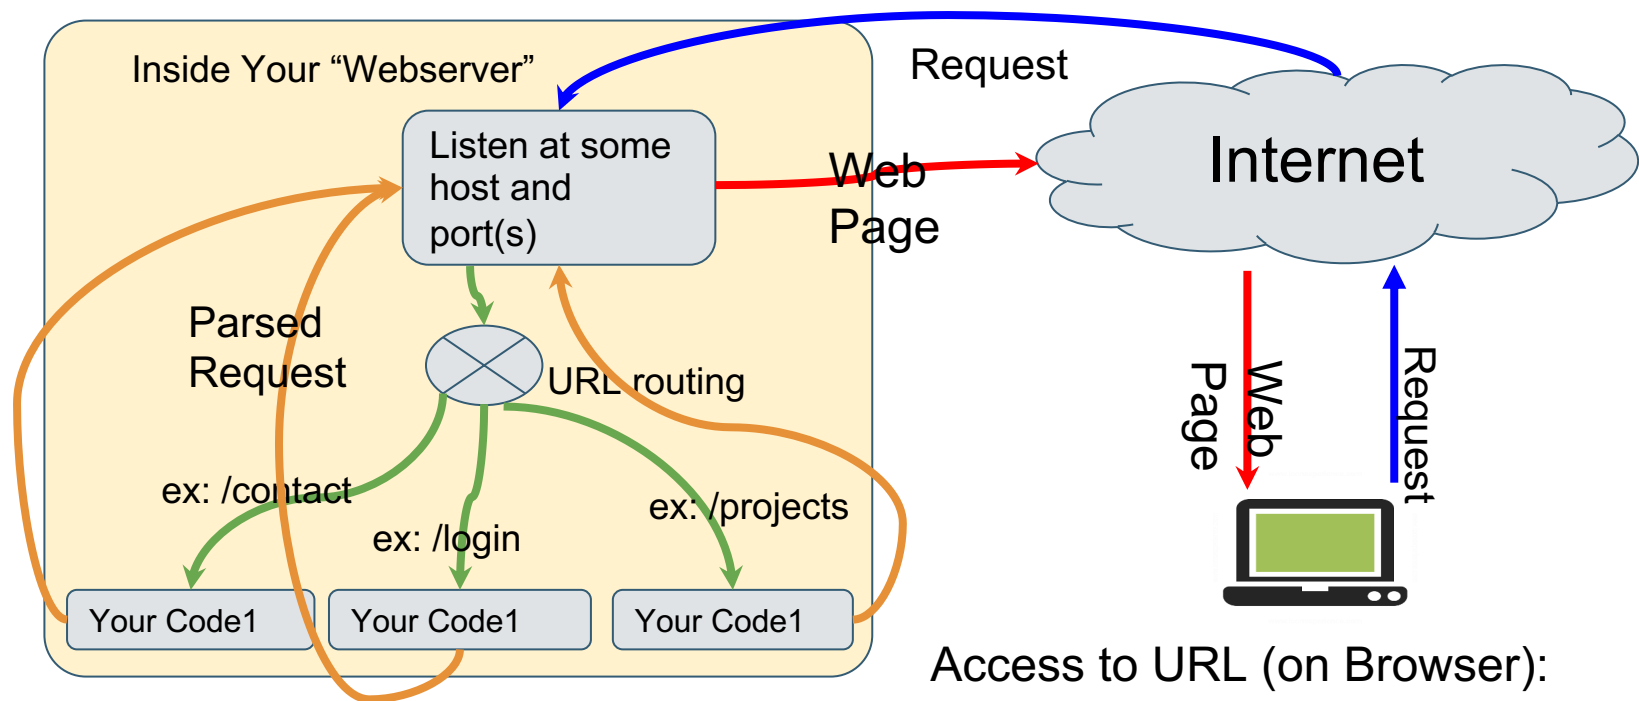 Inside Your “Webserver”
Request
Listen at some
host and
port(s)
Web
Page
Internet
Parsed
Request
URL routing
Web
Page
Request
ex: /contact
ex: /login
ex: /projects
Your Code1
Your Code1
Your Code1
Access to URL (on Browser):